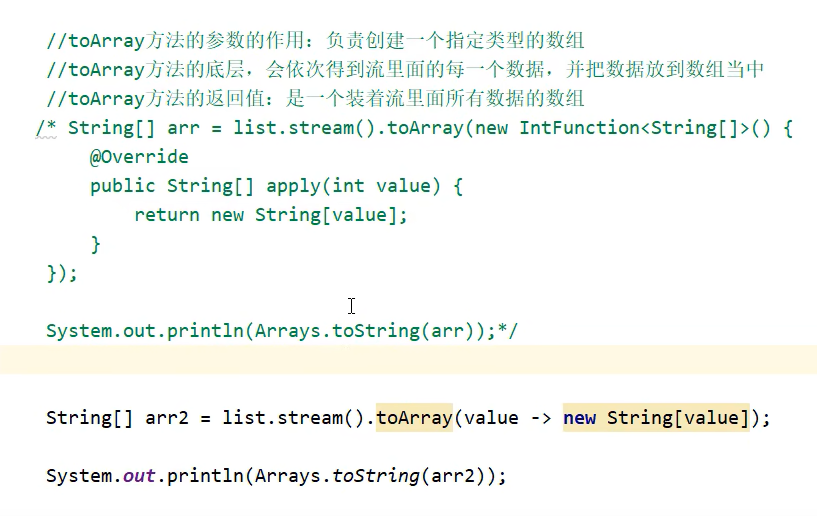 //toArray方法的参数的作用：负责创建一个指定类型的数组
//toArray方法的底层，会依次得到流里面的每一个数据，并把数据放到数组当中
//toArray方法的返回值：是一个装着流里面所有数据的数组
/* String[] arr = list.stream().toArray(new IntFunction<String[]>() {
@Override
public String[] apply(int value) {
return new String[value];
}
});
System.out.println(Arrays.toString(arr));*/
String[] arr2 = list.stream().toArray(value -> new String[value]);
System.out.println(Arrays.toString(arr2));